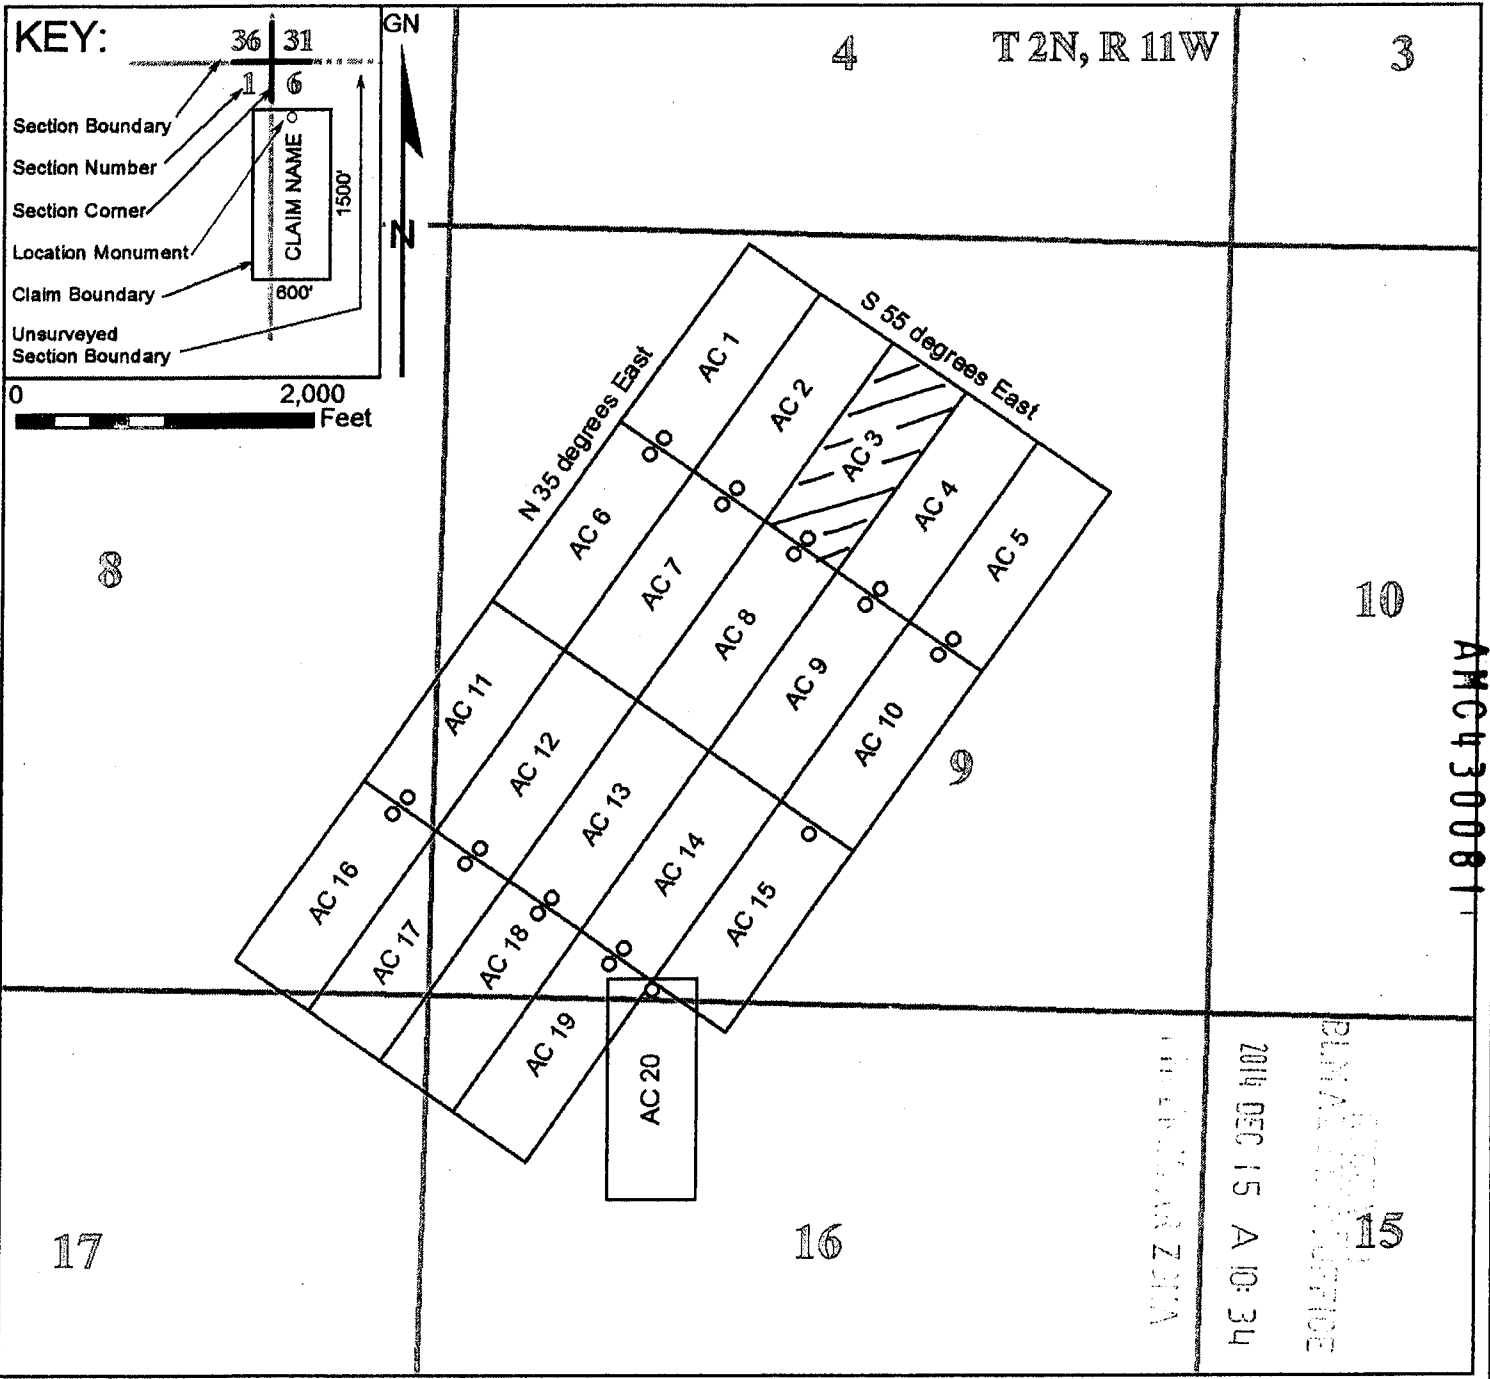 KEY:
36 31
1 6
Section Boundary
Section Number
Section Corner
Location Monument
Claim Boundary
Unsurveyed
Section Boundary
CLAIM NAME
1500'
600'
GN
N
0 2,000
Feet
4
T 2N, R 11W
3
S 55 degrees East
N 35 degrees East
AC 1
AC 2
AC 3
AC 4
AC 5
AC 6
AC 7
AC 8
AC 9
AC 10
8
9
10
AC 11
AC 12
AC 13
AC 14
AC 15
AC 16
AC 17
AC 18
AC 19
AC 20
17
16
15
AMC430081
2014 DEC 15 A 10: 34
OFFICE